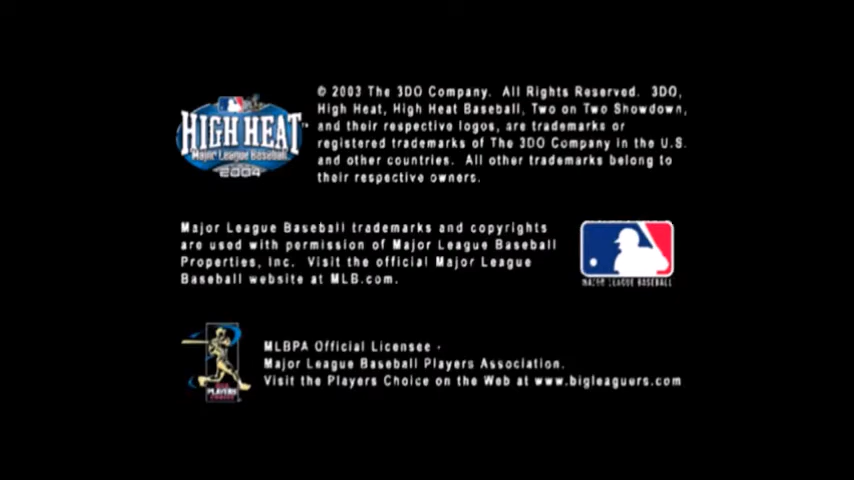 HIGH HEAT
Major League Baseball
2004
© 2003 The 3DO Company. All Rights Reserved. 3DO,
High Heat, High Heat Baseball, Two on Two Showdown,
and their respective logos, are trademarks or
registered trademarks of The 3DO Company in the U.S.
and other countries. All other trademarks belong to
their respective owners.
Major League Baseball trademarks and copyrights
are used with permission of Major League Baseball
Properties, Inc. Visit the official Major League
Baseball website at MLB.com.
MAJOR LEAGUE BASEBALL
PLAYERS
CHOICE
MLBPA Official Licensee -
Major League Baseball Players Association.
Visit the Players Choice on the Web at www.bigleaguers.com